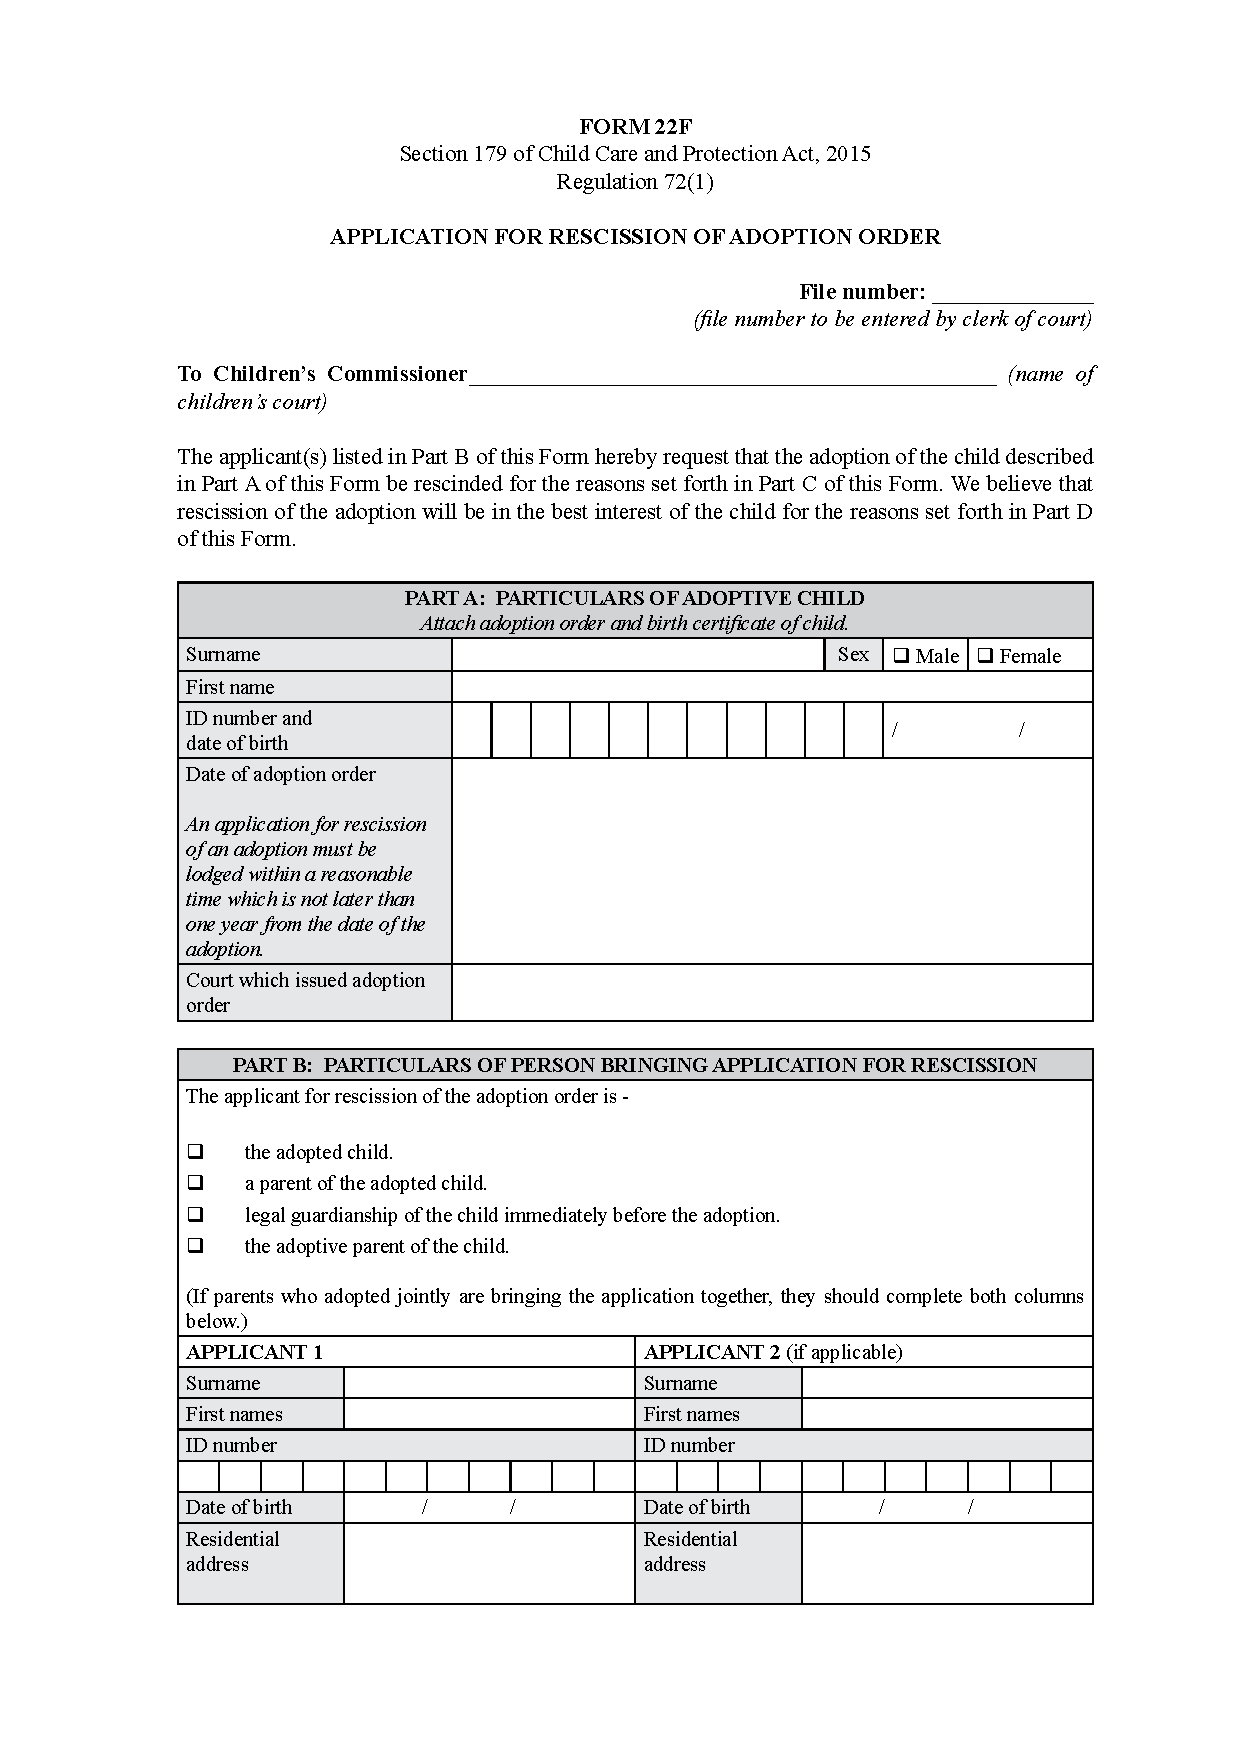 FORM 22F
Section 179 of Child Care and Protection Act, 2015
Regulation 72(1)
APPLICATION FOR RESCISSION OF ADOPTION ORDER
File number: _______________
(file number to be entered by clerk of court)
To Children’s Commissioner________________________________________________ (name of
children’s court)
The applicant(s) listed in Part B of this Form hereby request that the adoption of the child described
in Part A of this Form be rescinded for the reasons set forth in Part C of this Form. We believe that
rescission of the adoption will be in the best interest of the child for the reasons set forth in Part D
of this Form.
PART A: PARTICULARS OF ADOPTIVE CHILD
Attach adoption order and birth certificate of child.
Surname Sex ❑ Male ❑ Female
First name
ID number and
date of birth / /
Date of adoption order
An application for rescission
of an adoption must be
lodged within a reasonable
time which is not later than
one year from the date of the
adoption.
Court which issued adoption
order
PART B: PARTICULARS OF PERSON BRINGING APPLICATION FOR RESCISSION
The applicant for rescission of the adoption order is -
❑ the adopted child.
❑ a parent of the adopted child.
❑ legal guardianship of the child immediately before the adoption.
❑ the adoptive parent of the child.
(If parents who adopted jointly are bringing the application together, they should complete both columns
below.)
APPLICANT 1 APPLICANT 2 (if applicable)
Surname Surname
First names First names
ID number ID number
Date of birth / / Date of birth / /
Residential Residential
address address